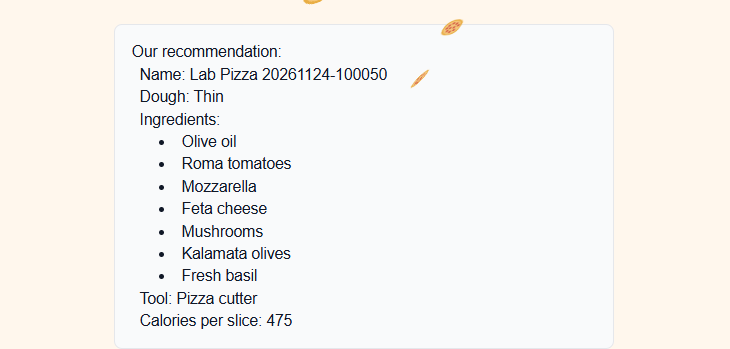 Our recommendation:
Name: Lab Pizza 20261124-100050
Dough: Thin
Ingredients:
• Olive oil
• Roma tomatoes
• Mozzarella
• Feta cheese
• Mushrooms
• Kalamata olives
• Fresh basil
Tool: Pizza cutter
Calories per slice: 475